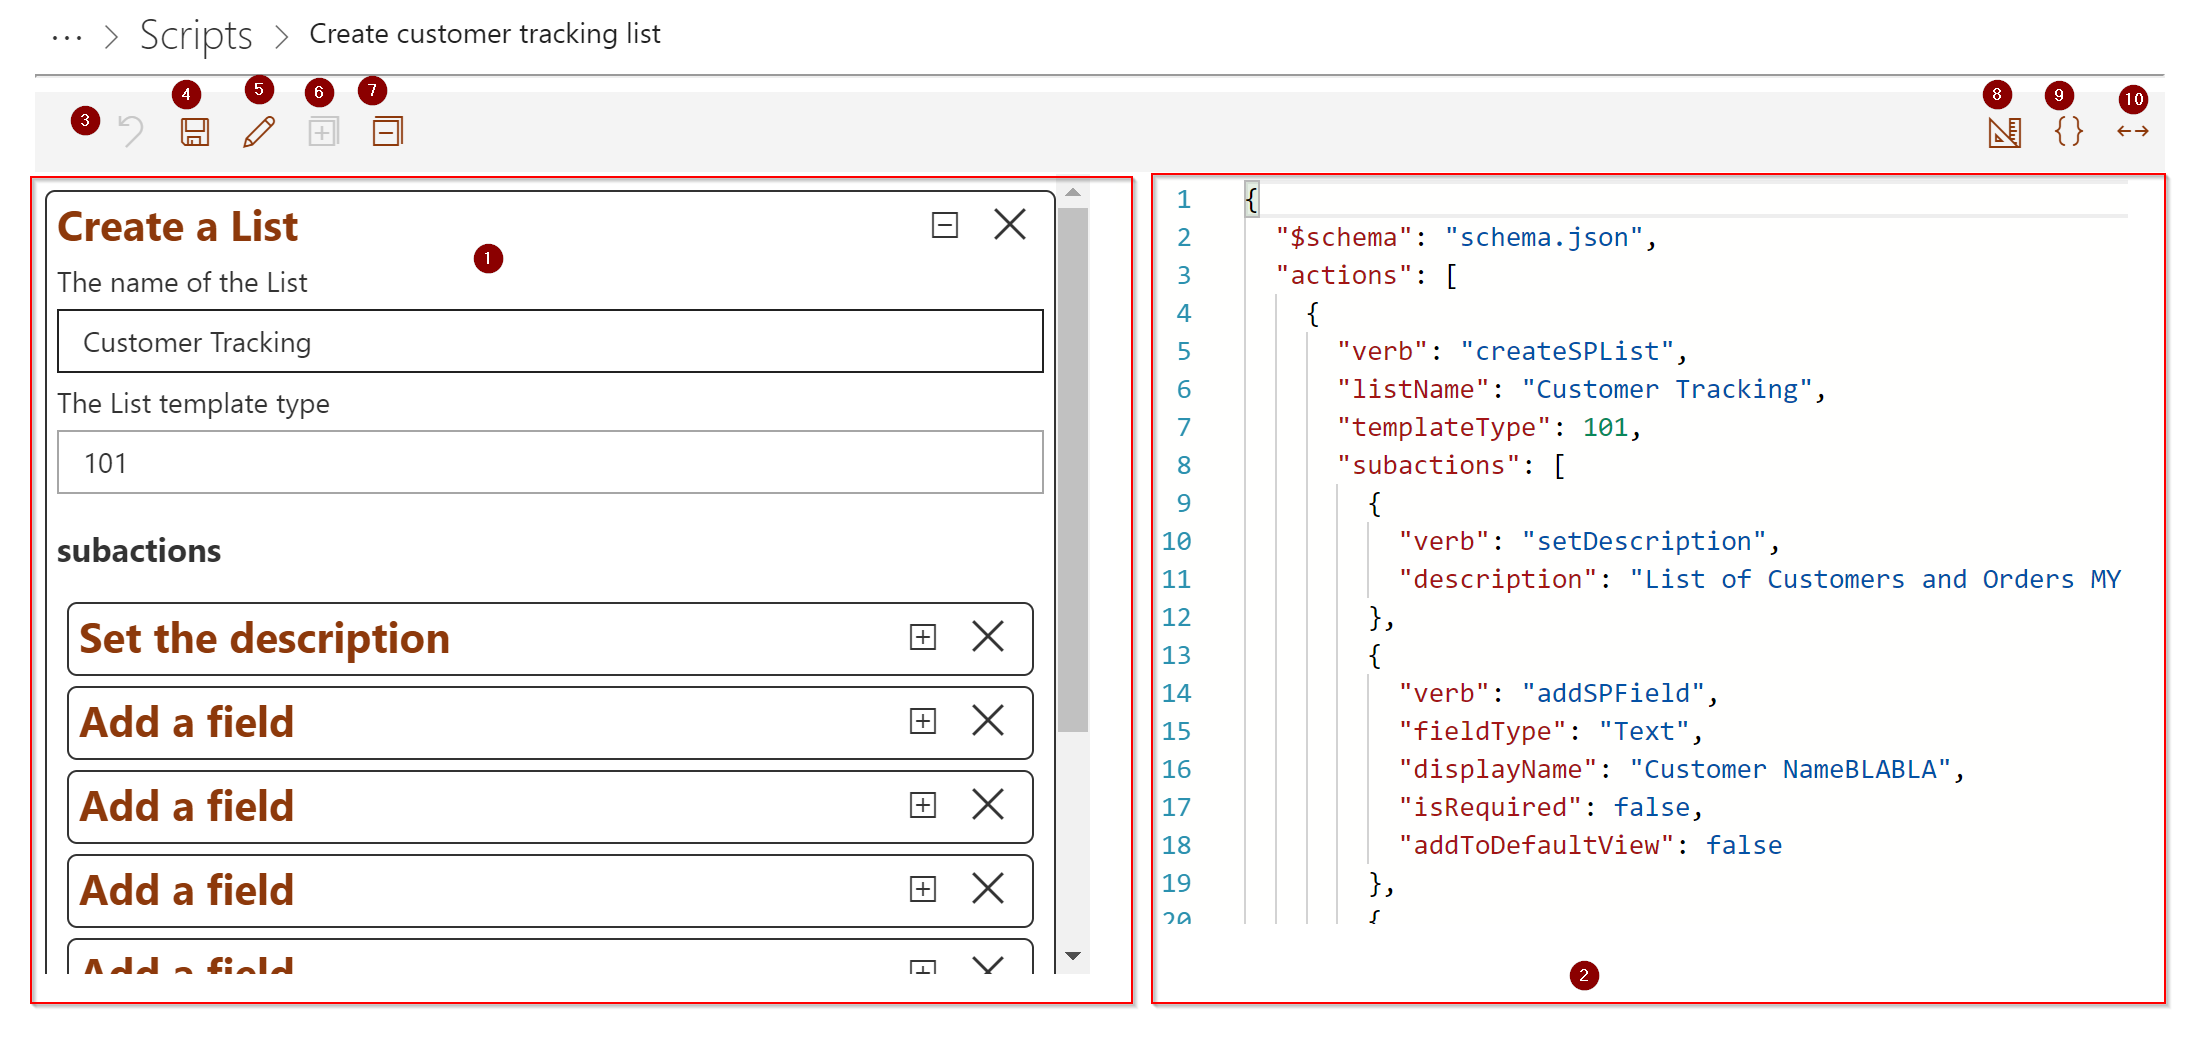 ··· > Scripts > Create customer tracking list
3 4 5 6 7 8 9 10
Create a List
1
The name of the List
Customer Tracking
The List template type
101
subactions
Set the description
Add a field
Add a field
Add a field
Add a field
1 {
2 "$schema": "schema.json",
3 "actions": [
4 {
5 "verb": "createSPList",
6 "listName": "Customer Tracking",
7 "templateType": 101,
8 "subactions": [
9 {
10 "verb": "setDescription",
11 "description": "List of Customers and Orders MY
12 },
13 {
14 "verb": "addSPField",
15 "fieldType": "Text",
16 "displayName": "Customer NameBLABLA",
17 "isRequired": false,
18 "addToDefaultView": false
19 },
20 {
2